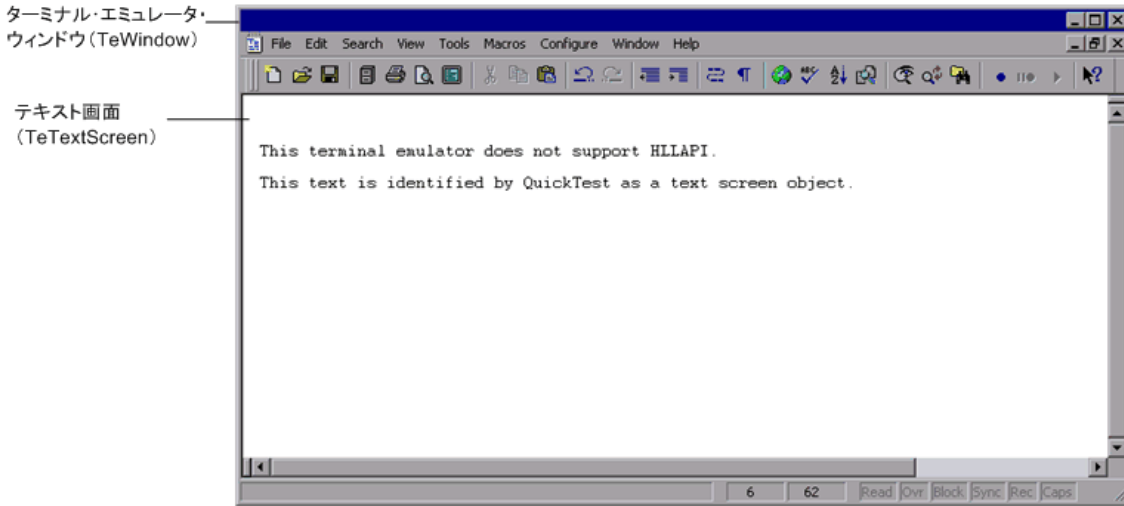 ターミナル・エミュレータ・
ウィンドウ（TeWindow）
File Edit Search View Tools Macros Configure Window Help
テキスト画面
（TeTextScreen）
This terminal emulator does not support HLLAPI.
This text is identified by QuickTest as a text screen object.
6 62 Read Ovr Block Sync Rec Caps